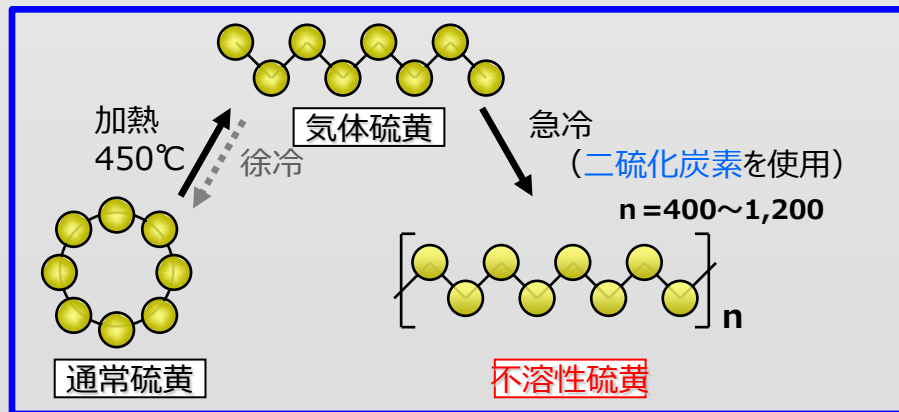 気体硫黄
加熱
450℃
徐冷
急冷
（二硫化炭素を使用）
n =400～1,200
n
通常硫黄
不溶性硫黄